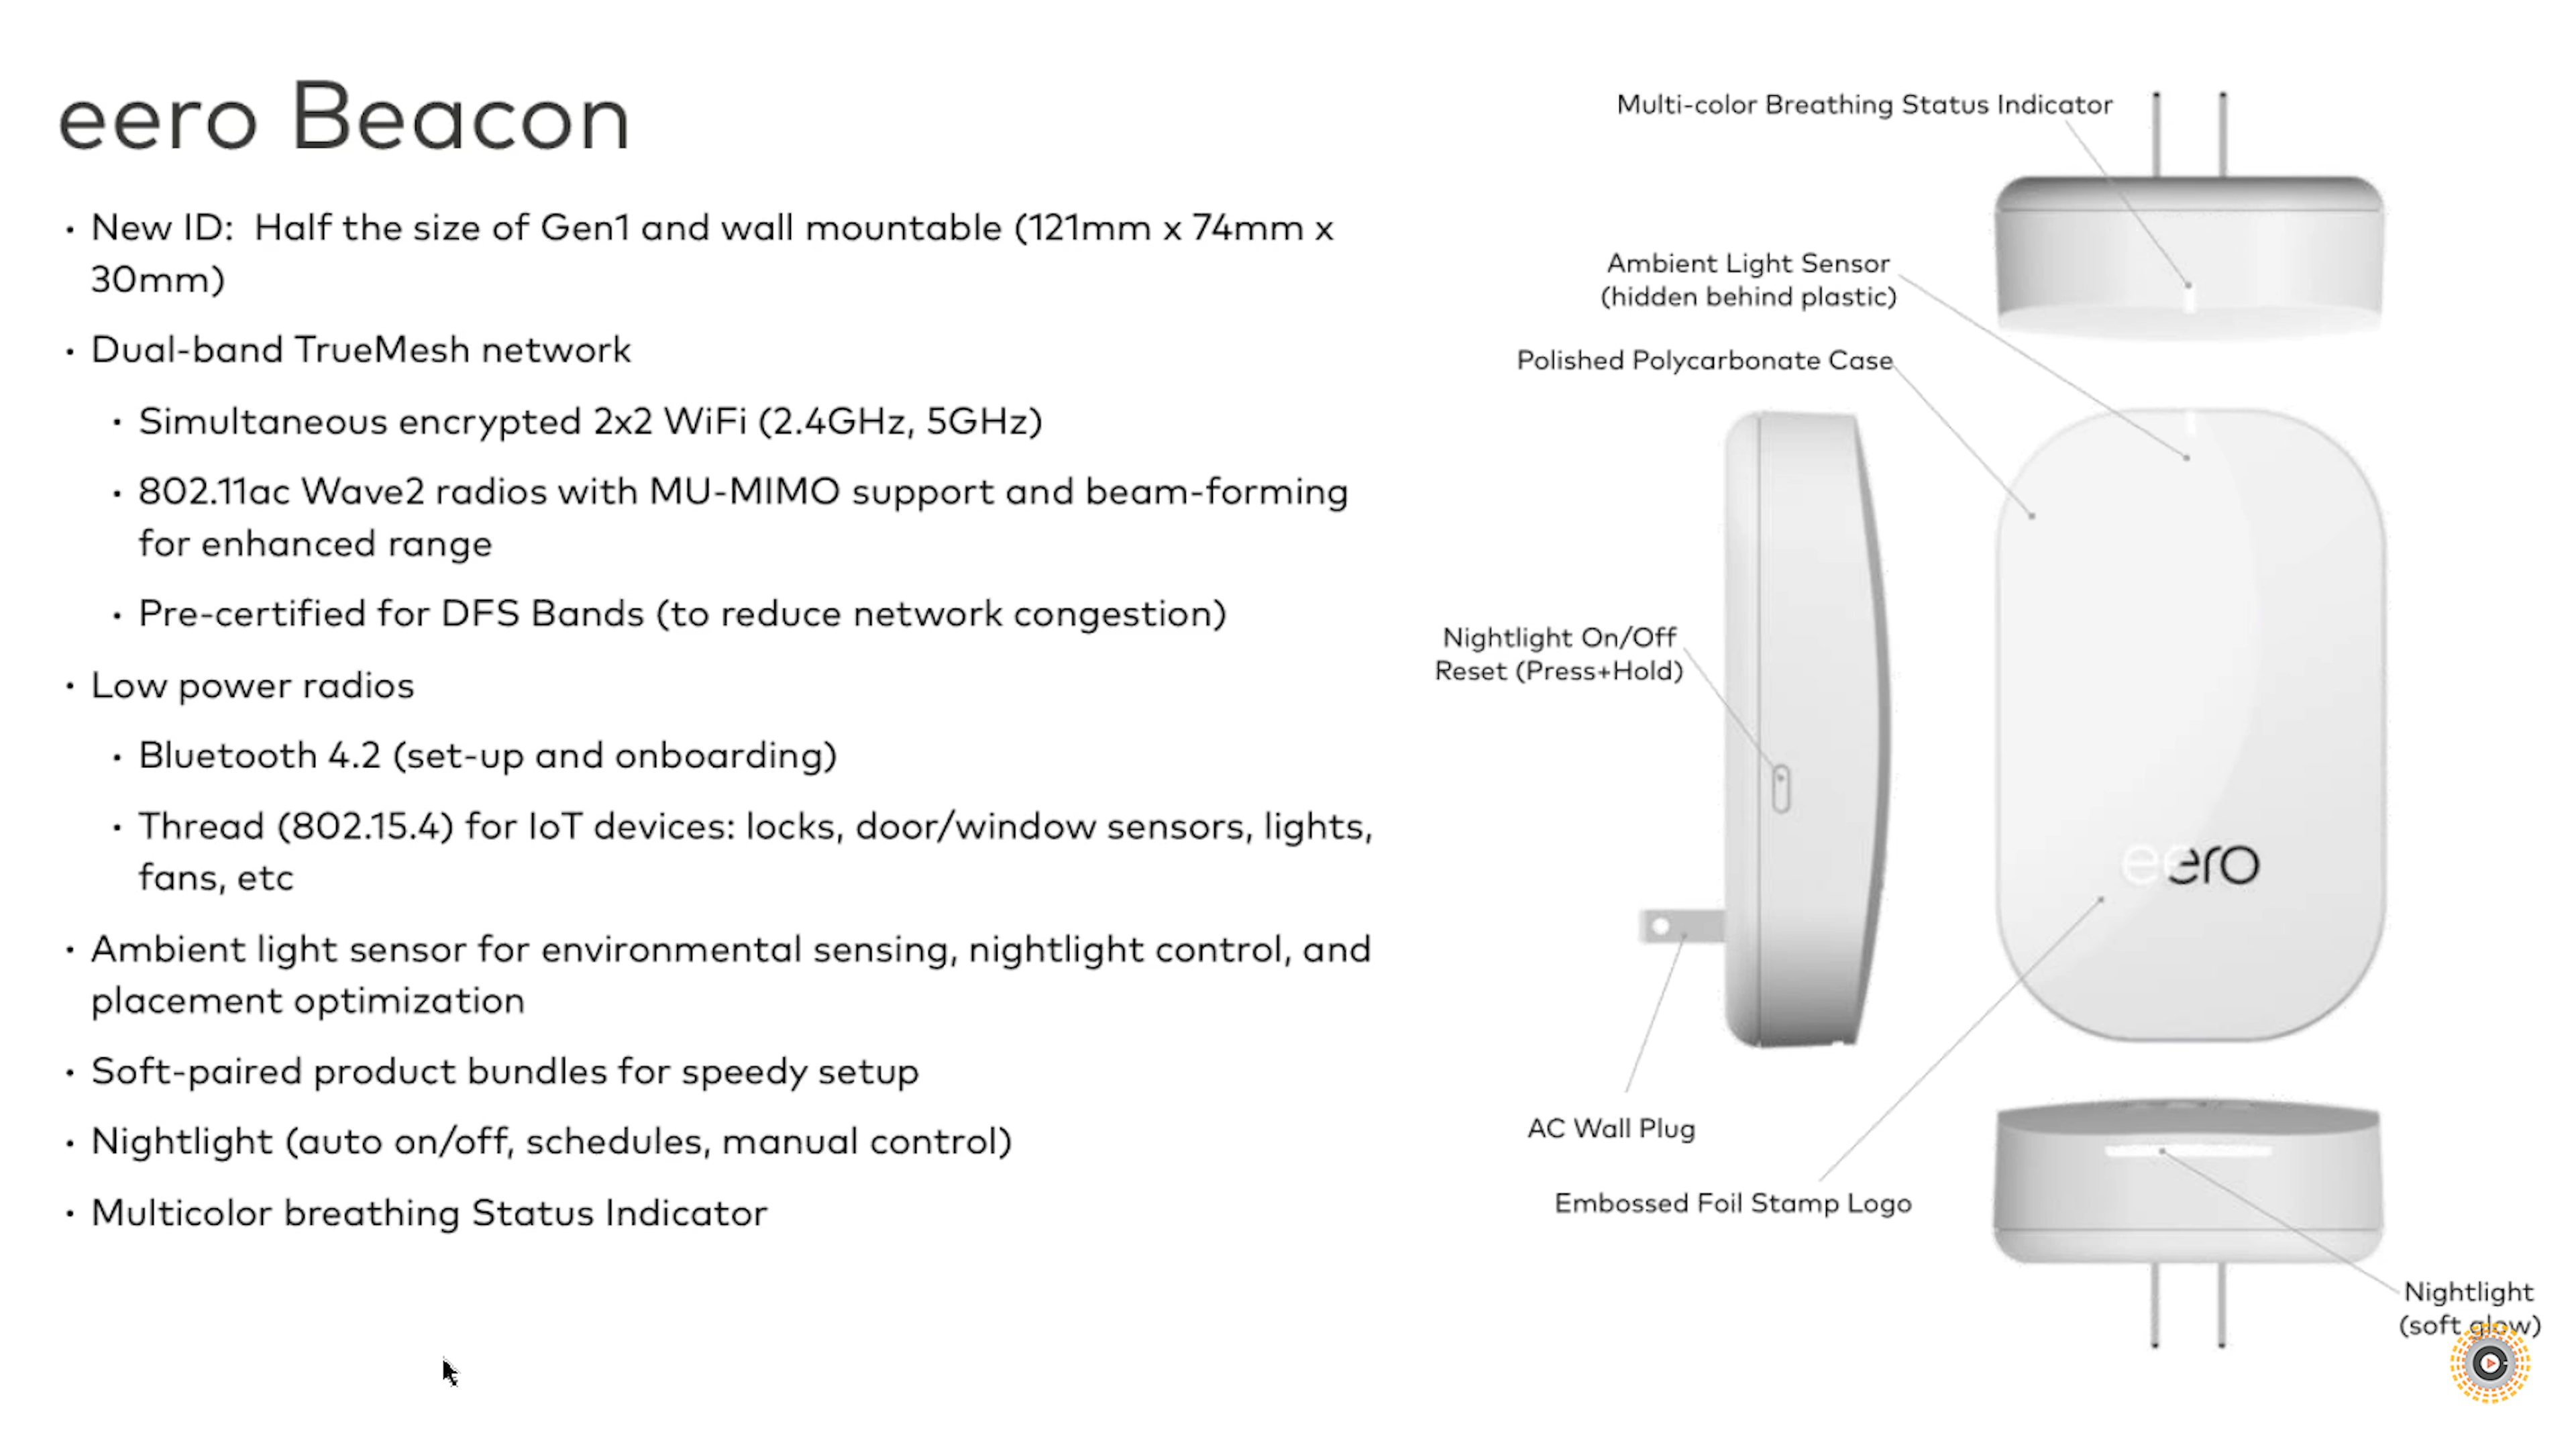 eero Beacon
• New ID:  Half the size of Gen1 and wall mountable (121mm x 74mm x
30mm)
• Dual-band TrueMesh network
• Simultaneous encrypted 2x2 WiFi (2.4GHz, 5GHz)
• 802.11ac Wave2 radios with MU-MIMO support and beam-forming
for enhanced range
• Pre-certified for DFS Bands (to reduce network congestion)
• Low power radios
• Bluetooth 4.2 (set-up and onboarding)
• Thread (802.15.4) for IoT devices: locks, door/window sensors, lights,
fans, etc
• Ambient light sensor for environmental sensing, nightlight control, and
placement optimization
• Soft-paired product bundles for speedy setup
• Nightlight (auto on/off, schedules, manual control)
• Multicolor breathing Status Indicator
Multi-color Breathing Status Indicator
Ambient Light Sensor
(hidden behind plastic)
Polished Polycarbonate Case
Nightlight On/Off
Reset (Press+Hold)
eero
AC Wall Plug
Embossed Foil Stamp Logo
Nightlight
(soft glow)